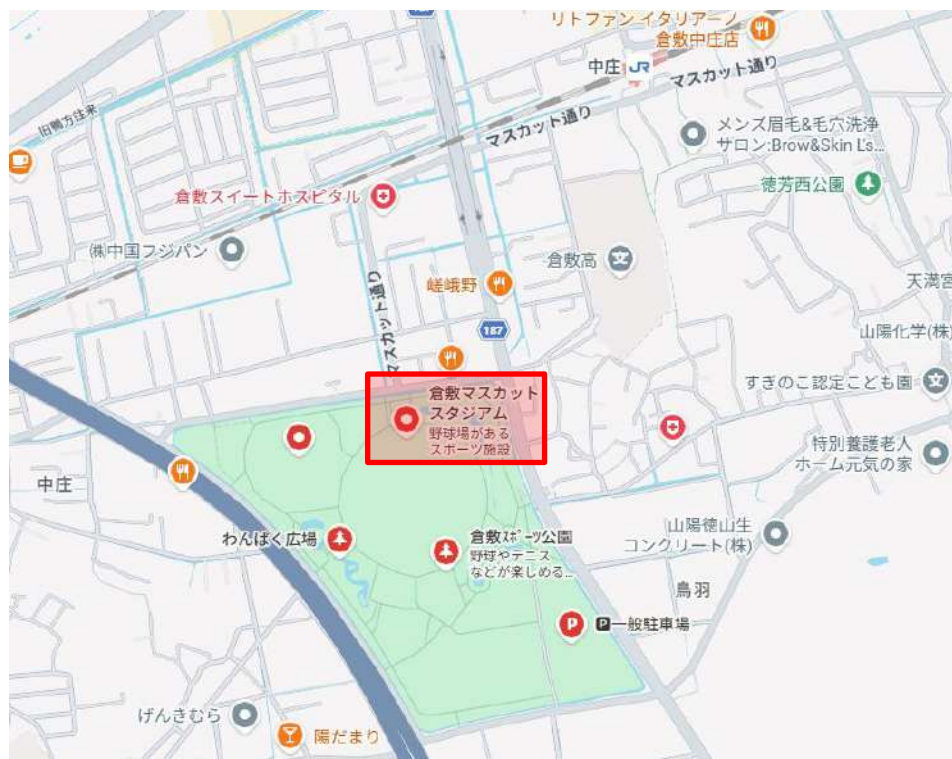 リトファン イタリアーノ
倉敷中庄店
中庄
JR
マスカット通り
マスカット通り
旧鴨方往来
メンズ眉毛&毛穴洗浄
サロン:Brow&Skin L's...
徳芳西公園
倉敷スイートホスピタル
㈱中国フジパン
倉敷高
文
嵯峨野
天満宮
マスカット通り
187
山陽化学(株)
倉敷マスカット
スタジアム
野球場がある
スポーツ施設
すぎのこ認定こども園
文
特別養護老人
ホーム元気の家
中庄
わんぱく広場
倉敷スポーツ公園
野球やテニス
などが楽しめる...
山陽徳山生
コンクリート(株)
鳥羽
P
P一般駐車場
げんきむら
陽だまり